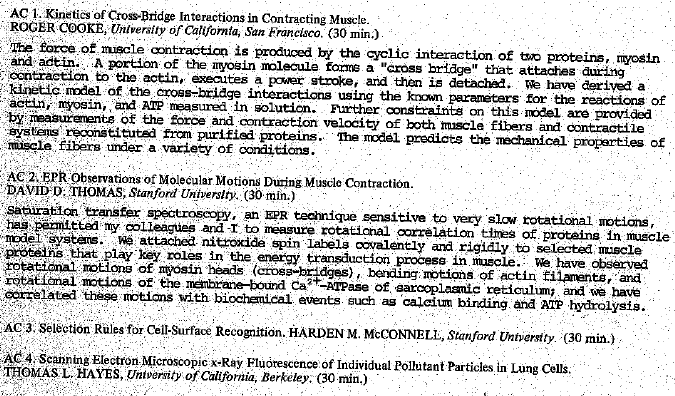 AC 1. Kinetics of Cross-Bridge Interactions in Contracting Muscle.
ROGER COOKE, University of California, San Francisco. (30 min.)
The force of muscle contraction is produced by the cyclic interaction of two proteins, myosin
and actin. A portion of the myosin molecule forms a "cross bridge" that attaches during
contraction to the actin, executes a power stroke, and then is detached. We have derived a
kinetic model of the cross-bridge interactions using the known parameters for the reactions of
actin, myosin, and ATP measured in solution. Further constraints on this model are provided
by measurements of the force and contraction velocity of both muscle fibers and contractile
systems reconstituted from purified proteins. The model predicts the mechanical properties of
muscle fibers under a variety of conditions.
AC 2. EPR Observations of Molecular Motions During Muscle Contraction.
DAVID D. THOMAS, Stanford University. (30 min.)
Saturation transfer spectroscopy, an EPR technique sensitive to very slow rotational motions,
has permitted my colleagues and I to measure rotational correlation times of proteins in muscle
model systems. We attached nitroxide spin labels covalently and rigidly to selected muscle
proteins that play key roles in the energy transduction process in muscle. We have observed
rotational motions of myosin heads (cross-bridges), bending motions of actin filaments, and
rotational motions of the membrane-bound Ca²⁺-ATPase of sarcoplasmic reticulum; and we have
correlated these motions with biochemical events such as calcium binding and ATP hydrolysis.
AC 3. Selection Rules for Cell-Surface Recognition. HARDEN M. McCONNELL, Stanford University. (30 min.)
AC 4. Scanning Electron Microscopic x-Ray Fluorescence of Individual Pollutant Particles in Lung Cells.
THOMAS L. HAYES, University of California, Berkeley. (30 min.)